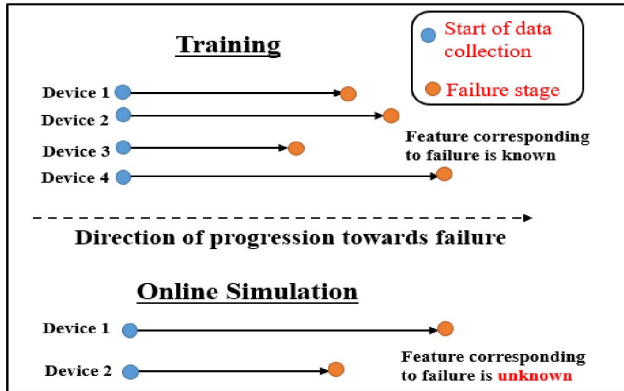 Training
Start of data
collection
Failure stage
Device 1
Device 2
Device 3
Device 4
Feature corresponding
to failure is known
Direction of progression towards failure
Online Simulation
Device 1
Device 2
Feature corresponding
to failure is unknown